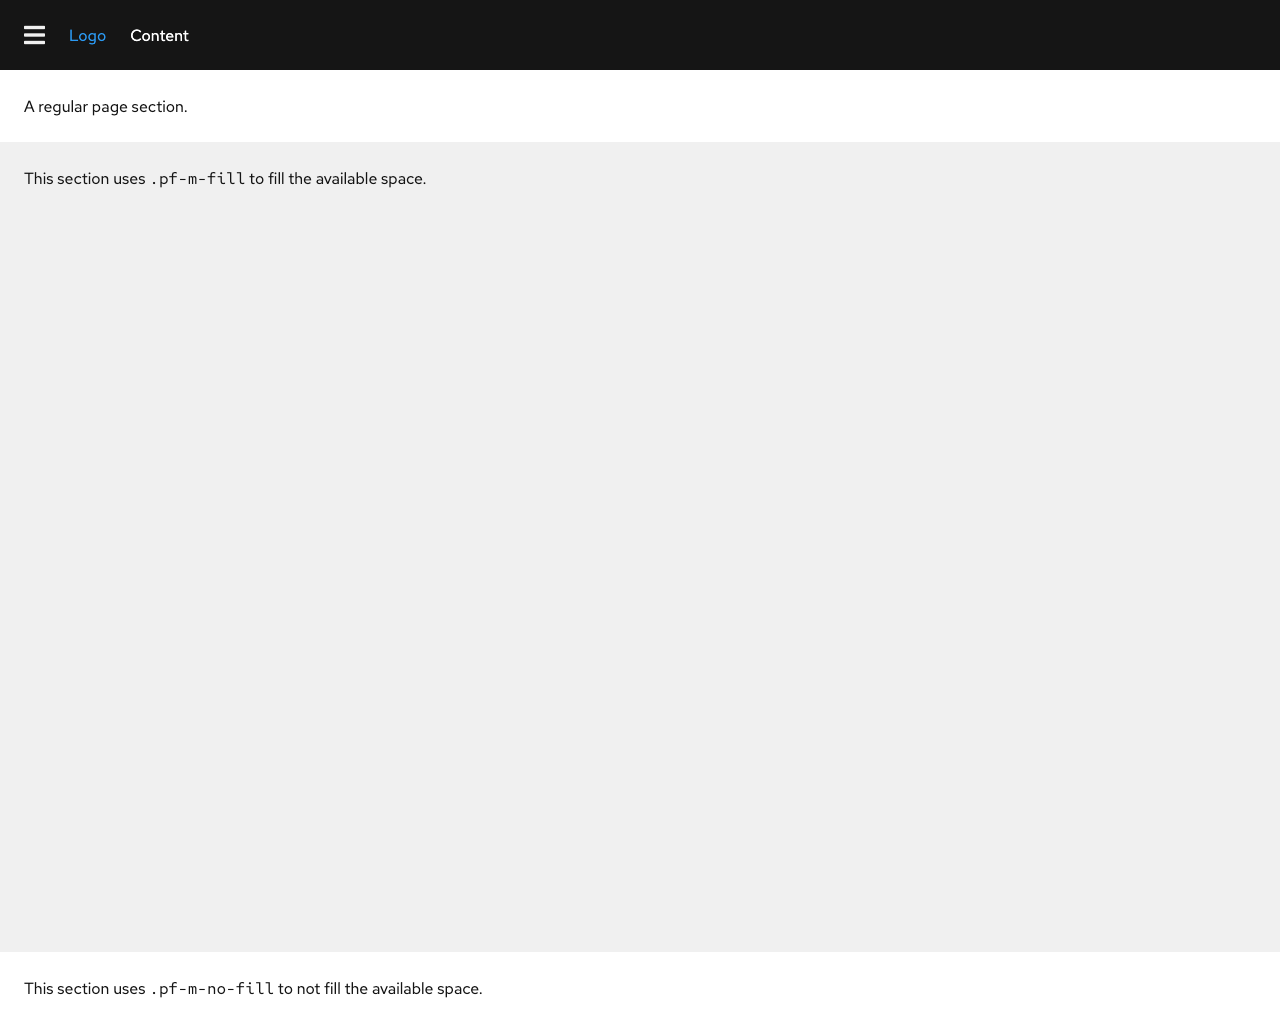 Logo Content
A regular page section.
This section uses .pf-m-fill to fill the available space.
This section uses .pf-m-no-fill to not fill the available space.